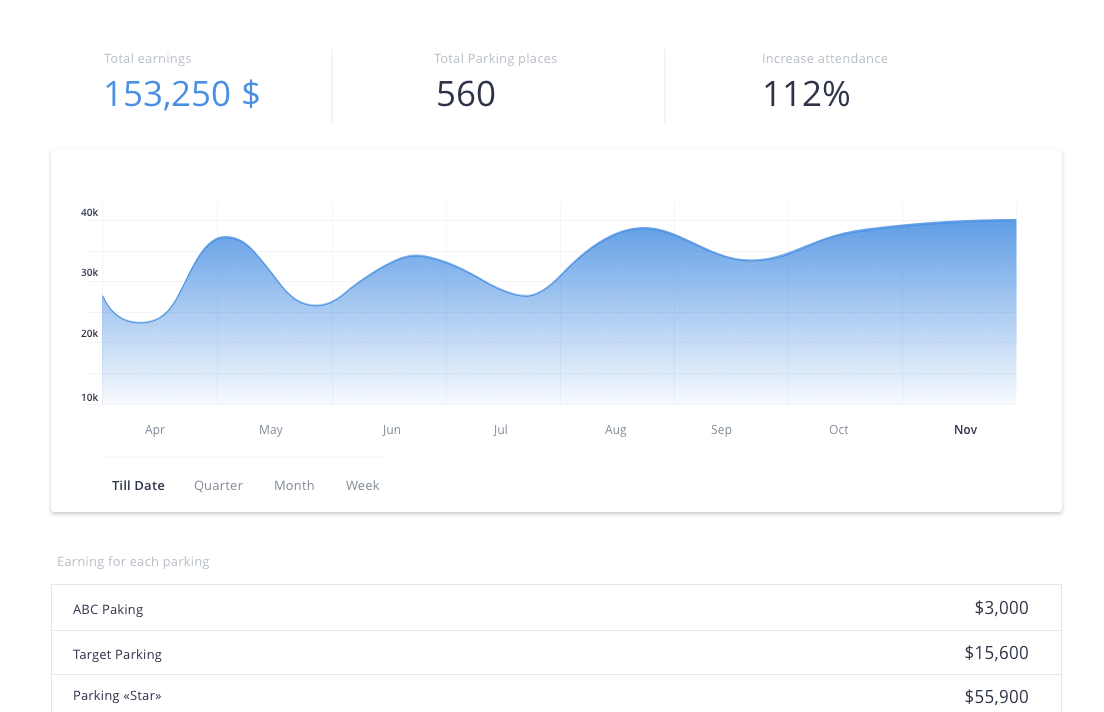 Total earnings
Total Parking places
Increase attendance
153,250 $
560
112%
40k
30k
20k
10k
Apr
May
Jun
Jul
Aug
Sep
Oct
Nov
Till Date
Quarter
Month
Week
Earning for each parking
ABC Paking
$3,000
Target Parking
$15,600
Parking «Star»
$55,900